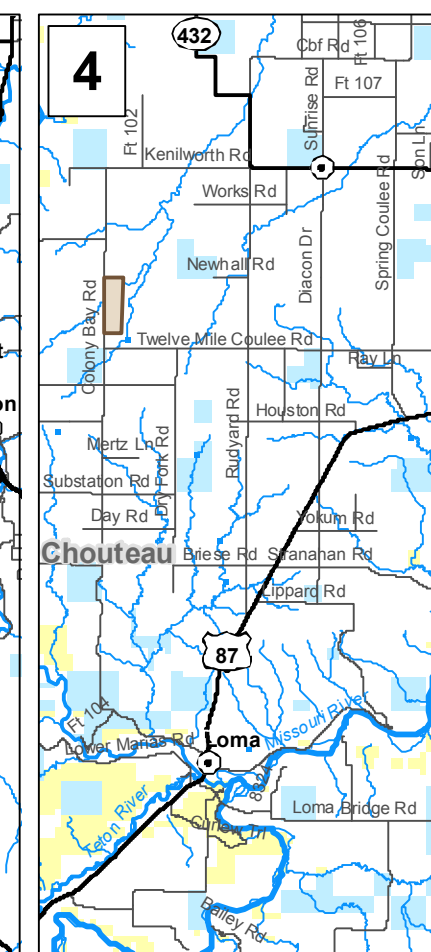 432
4
Cbf Rd
Ft 106
Ft 107
Ft 102
Sunrise Rd
Kenilworth Rd
Works Rd
Spring Coulee Rd
Newhall Rd
Diacon Dr
Colony Bay Rd
Twelve Mile Coulee Rd
Ray Ln
Rudyard Rd
Houston Rd
Mertz Ln
Dry Fork Rd
Substation Rd
Day Rd
Yokum Rd
Chouteau
Briese Rd
Stranahan Rd
Lippard Rd
87
Ft 104
Missouri River
Lower Marias Rd
Loma
Loma Bridge Rd
Teton River
Curlew Trl
Bailey Rd